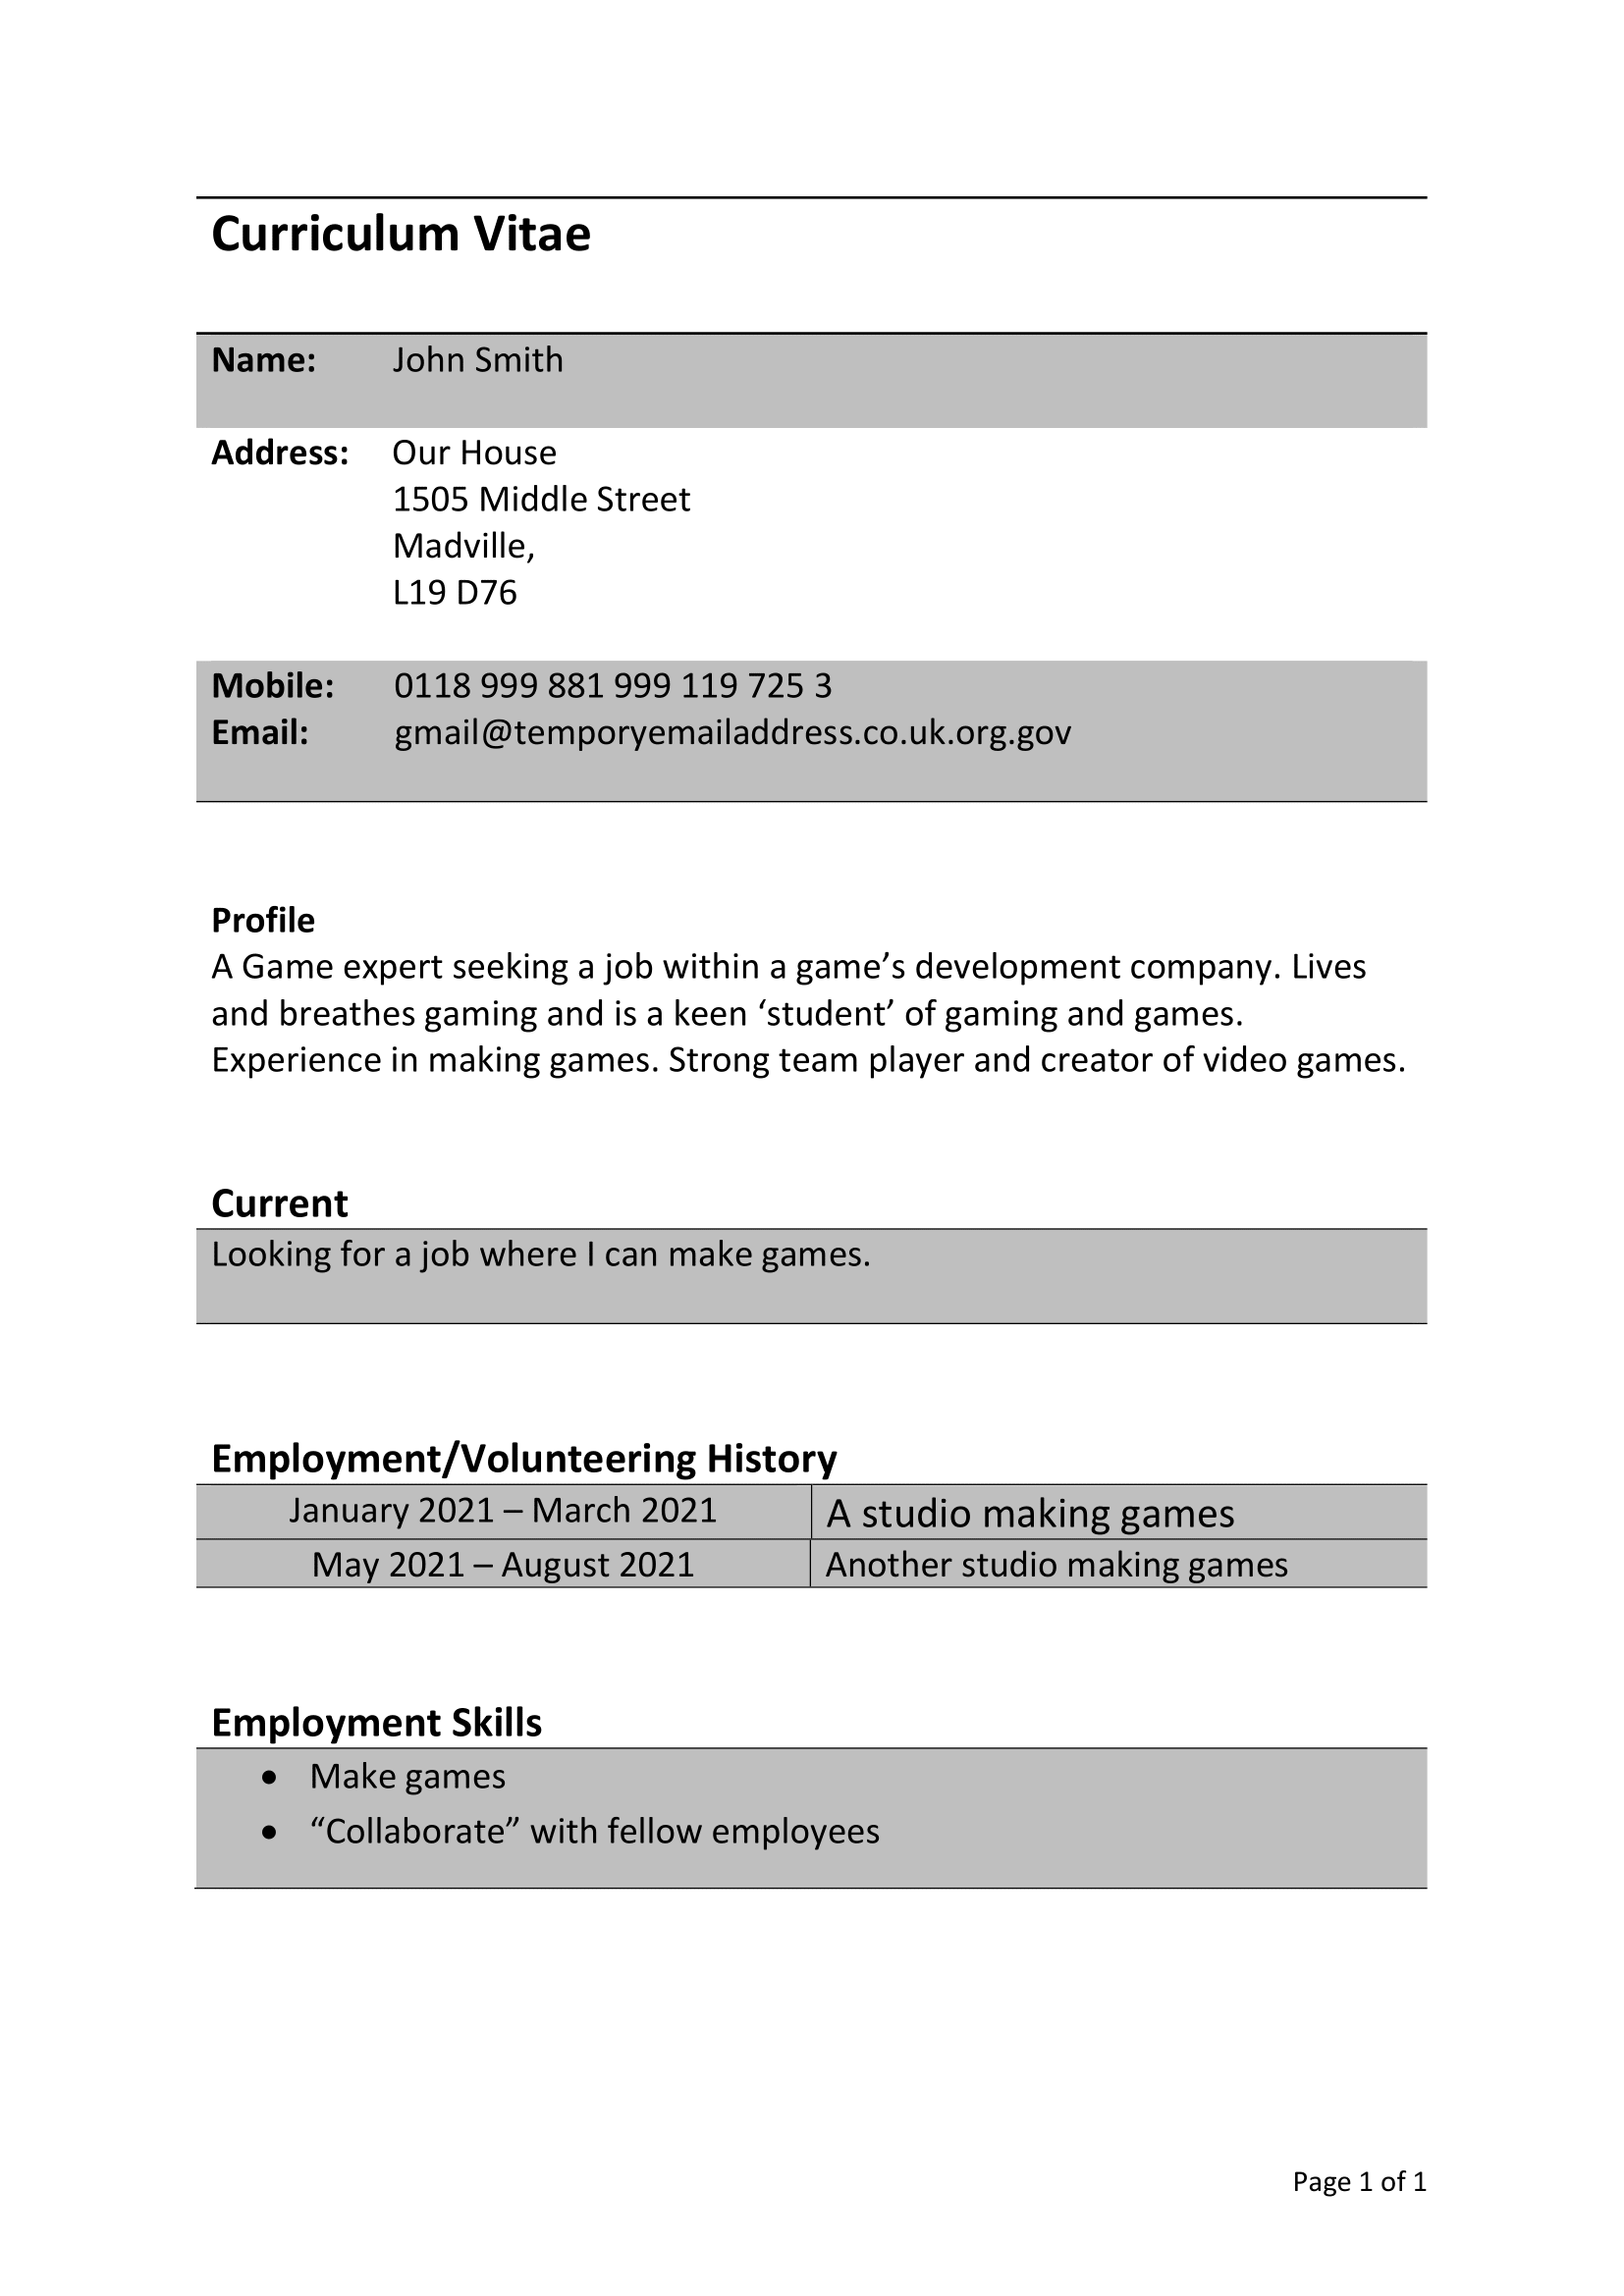 Curriculum Vitae
Name: John Smith
Address: Our House
1505 Middle Street
Madville,
L19 D76
Mobile: 0118 999 881 999 119 725 3
Email: gmail@temporyemailaddress.co.uk.org.gov
Profile
A Game expert seeking a job within a game’s development company. Lives
and breathes gaming and is a keen ‘student’ of gaming and games.
Experience in making games. Strong team player and creator of video games.
Current
Looking for a job where I can make games.
Employment/Volunteering History
January 2021 – March 2021 A studio making games
May 2021 – August 2021 Another studio making games
Employment Skills
• Make games
• “Collaborate” with fellow employees
Page 1 of 1